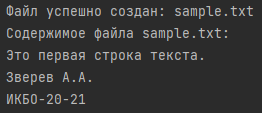 Файл успешно создан: sample.txt
Содержимое файла sample.txt:
Это первая строка текста.
Зверев А.А.
ИКБО-20-21